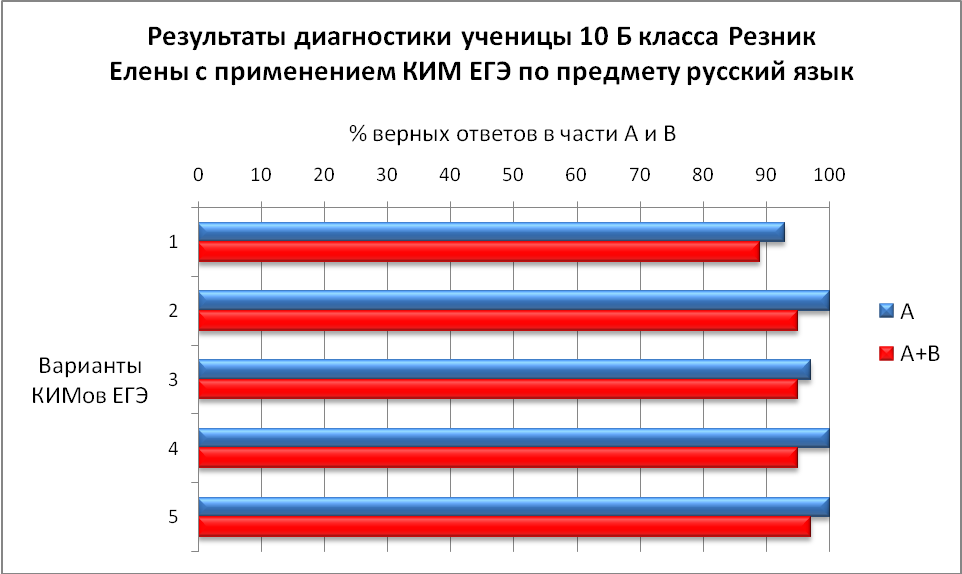 Результаты диагностики ученицы 10 Б класса Резник
Елены с применением КИМ ЕГЭ по предмету русский язык
% верных ответов в части А и В
0 10 20 30 40 50 60 70 80 90 100
1
2
3
4
5
Варианты
КИМов ЕГЭ
А
А+В